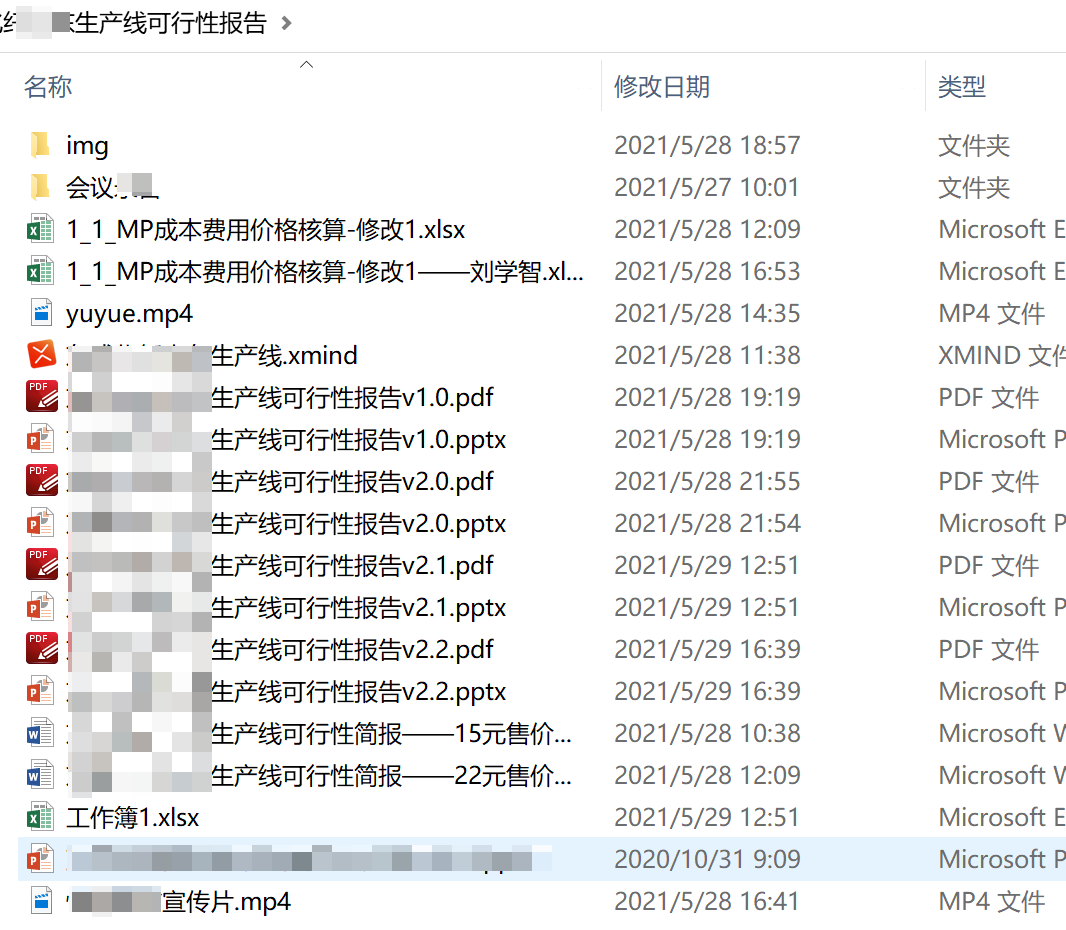 生产线可行性报告
名称 修改日期 类型
img 2021/5/28 18:57 文件夹
会议 2021/5/27 10:01 文件夹
1_1_MP成本费用价格核算-修改1.xlsx 2021/5/28 12:09 Microsoft E
1_1_MP成本费用价格核算-修改1——刘学智.xl... 2021/5/28 16:53 Microsoft E
yuyue.mp4 2021/5/28 14:35 MP4 文件
生产线.xmind 2021/5/28 11:38 XMIND 文件
生产线可行性报告v1.0.pdf 2021/5/28 19:19 PDF 文件
生产线可行性报告v1.0.pptx 2021/5/28 19:19 Microsoft P
生产线可行性报告v2.0.pdf 2021/5/28 21:55 PDF 文件
生产线可行性报告v2.0.pptx 2021/5/28 21:54 Microsoft P
生产线可行性报告v2.1.pdf 2021/5/29 12:51 PDF 文件
生产线可行性报告v2.1.pptx 2021/5/29 12:51 Microsoft P
生产线可行性报告v2.2.pdf 2021/5/29 16:39 PDF 文件
生产线可行性报告v2.2.pptx 2021/5/29 16:39 Microsoft P
生产线可行性简报——15元售价... 2021/5/28 10:38 Microsoft W
生产线可行性简报——22元售价... 2021/5/28 12:09 Microsoft W
工作簿1.xlsx 2021/5/29 12:51 Microsoft E
2020/10/31 9:09 Microsoft P
宣传片.mp4 2021/5/28 16:41 MP4 文件